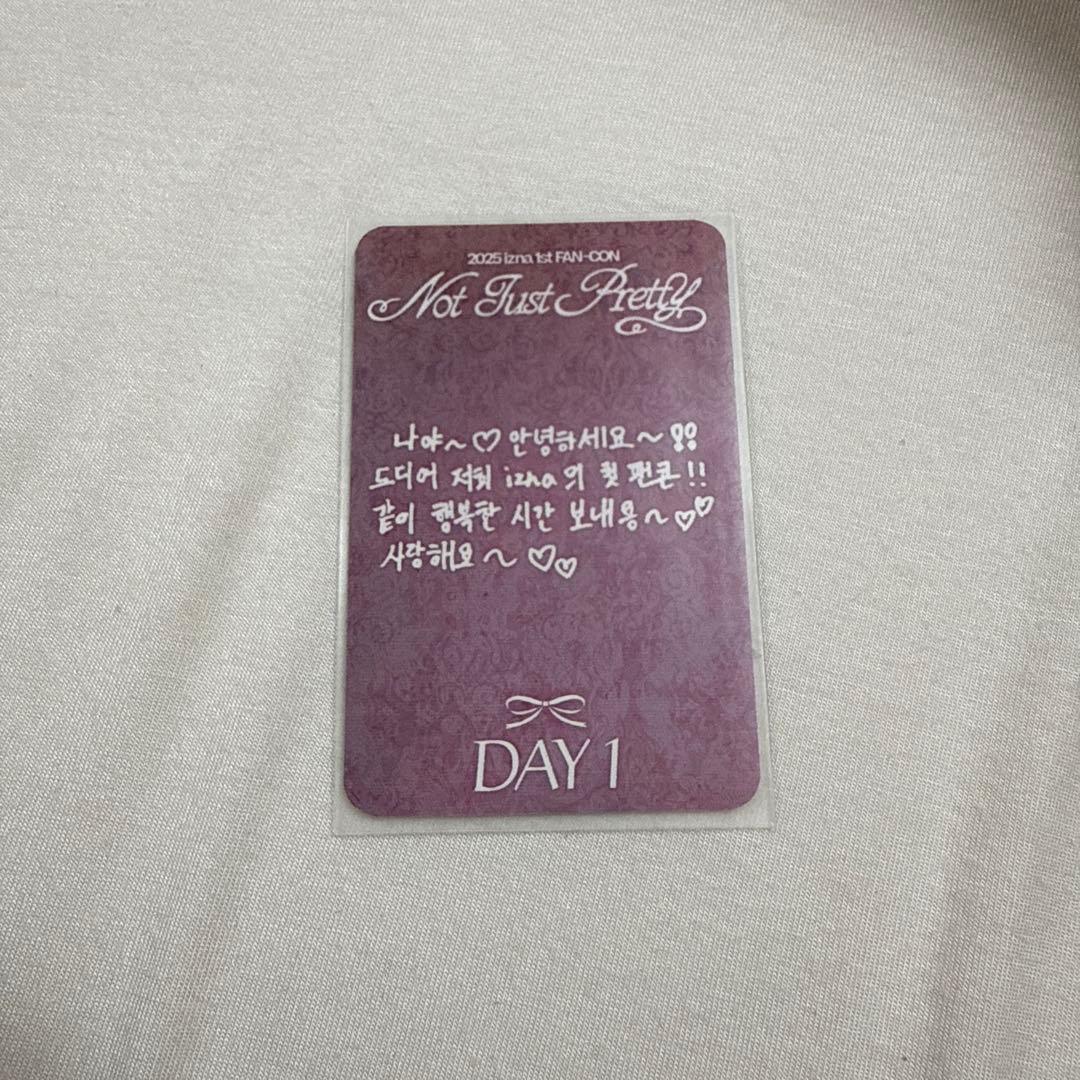 2025 izna 1st FAN-CON
Not Just Pretty
나야~♡ 안녕하세요~!!
드디어 저희 izna의 첫 팬콘!!
같이 행복한 시간 보내용~♡♡
사랑해요~♡♡
DAY 1